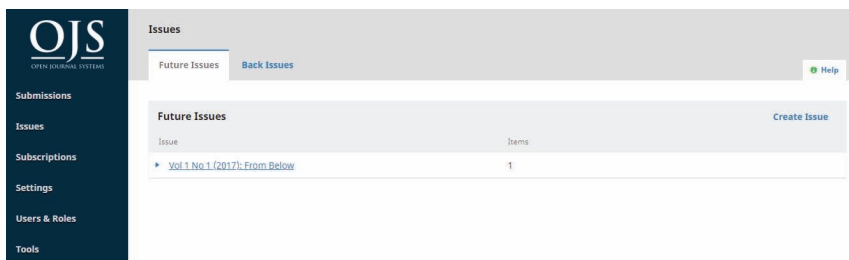 OJS
OPEN JOURNAL SYSTEMS
Submissions
Issues
Subscriptions
Settings
Users & Roles
Tools
Issues
Future Issues Back Issues
Help
Future Issues Create Issue
Issue Items
Vol 1 No 1 (2017): From Below 1